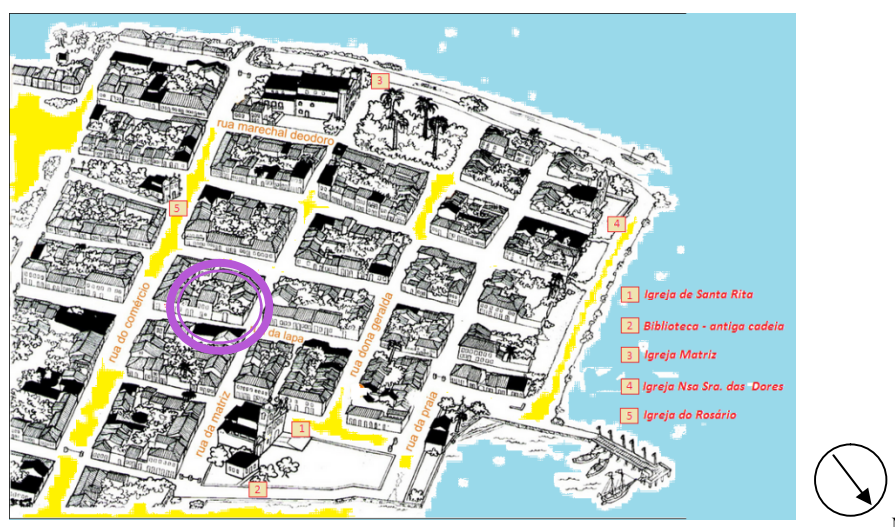 3
rua marechal deodoro
5
4
1 Igreja de Santa Rita
2 Biblioteca - antiga cadeia
3 Igreja Matriz
4 Igreja Nsa Sra. das Dores
5 Igreja do Rosário
rua do comércio
da lapa
rua dona geralda
rua da matriz
rua da praia
1
2